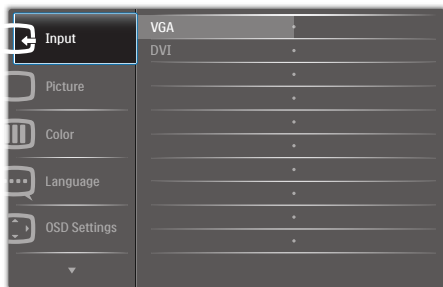 Input
Picture
Color
Language
OSD Settings
VGA
DVI